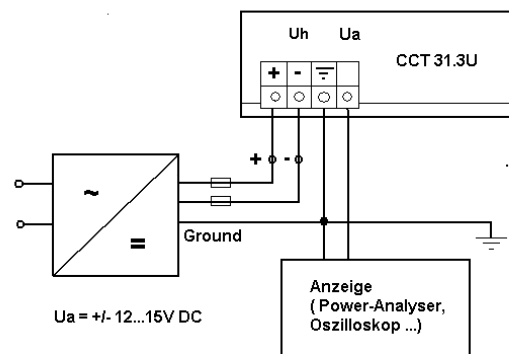 Uh Ua
CCT 31.3U
+ -
+ -
~
=
Ground
Anzeige
( Power-Analyser,
Oszilloskop ...)
Ua = +/- 12...15V DC